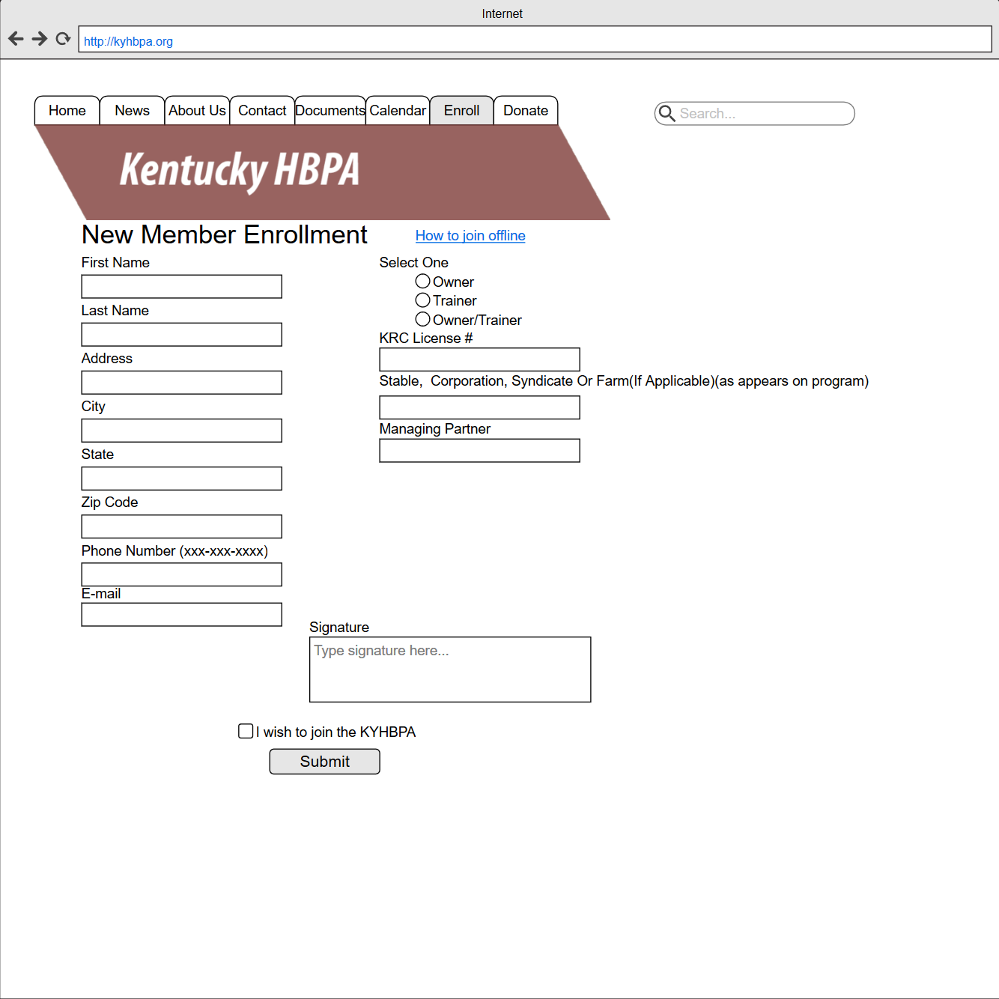 Internet
http://kyhbpa.org
Home News About Us Contact Documents Calendar Enroll Donate
Search...
Kentucky HBPA
New Member Enrollment
How to join offline
First Name
Last Name
Address
City
State
Zip Code
Phone Number (xxx-xxx-xxxx)
E-mail
Select One
Owner
Trainer
Owner/Trainer
KRC License #
Stable,  Corporation, Syndicate Or Farm(If Applicable)(as appears on program)
Managing Partner
Signature
Type signature here...
I wish to join the KYHBPA
Submit